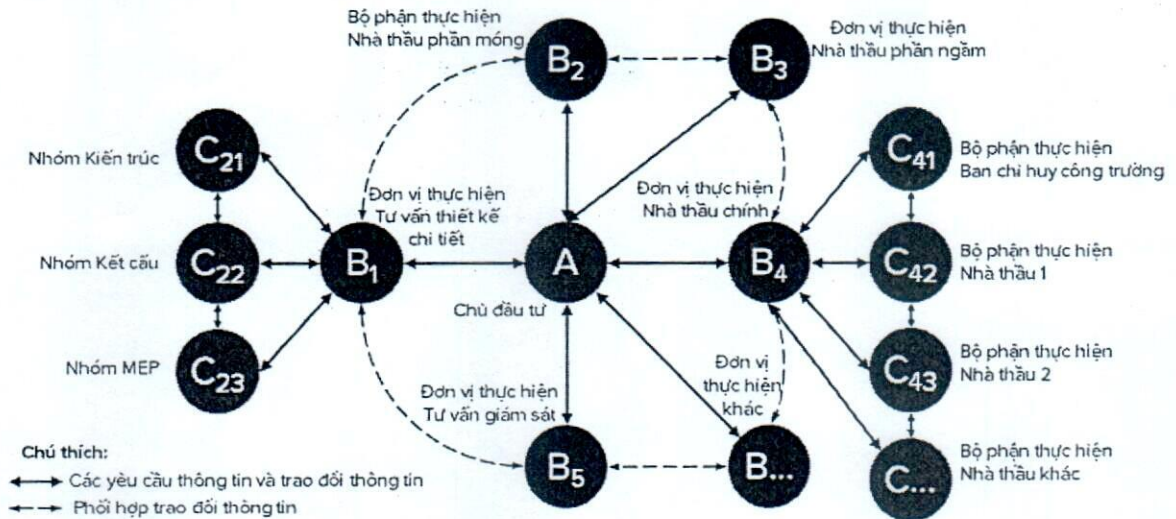 Bộ phận thực hiện
Nhà thầu phần móng
B2
B3
Đơn vị thực hiện
Nhà thầu phần ngầm
Nhóm Kiến trúc
C21
C41
Bộ phận thực hiện
Ban chỉ huy công trường
Đơn vị thực hiện
Tư vấn thiết kế
chi tiết
Đơn vị thực hiện
Nhà thầu chính
Nhóm Kết cấu
C22
B1
A
B4
C42
Bộ phận thực hiện
Nhà thầu 1
Chủ đầu tư
Nhóm MEP
C23
Đơn vị thực hiện
Tư vấn giám sát
Đơn vị
thực hiện
khác
C43
Bộ phận thực hiện
Nhà thầu 2
B5
B...
C...
Bộ phận thực hiện
Nhà thầu khác
Chú thích:
Các yêu cầu thông tin và trao đổi thông tin
Phối hợp trao đổi thông tin